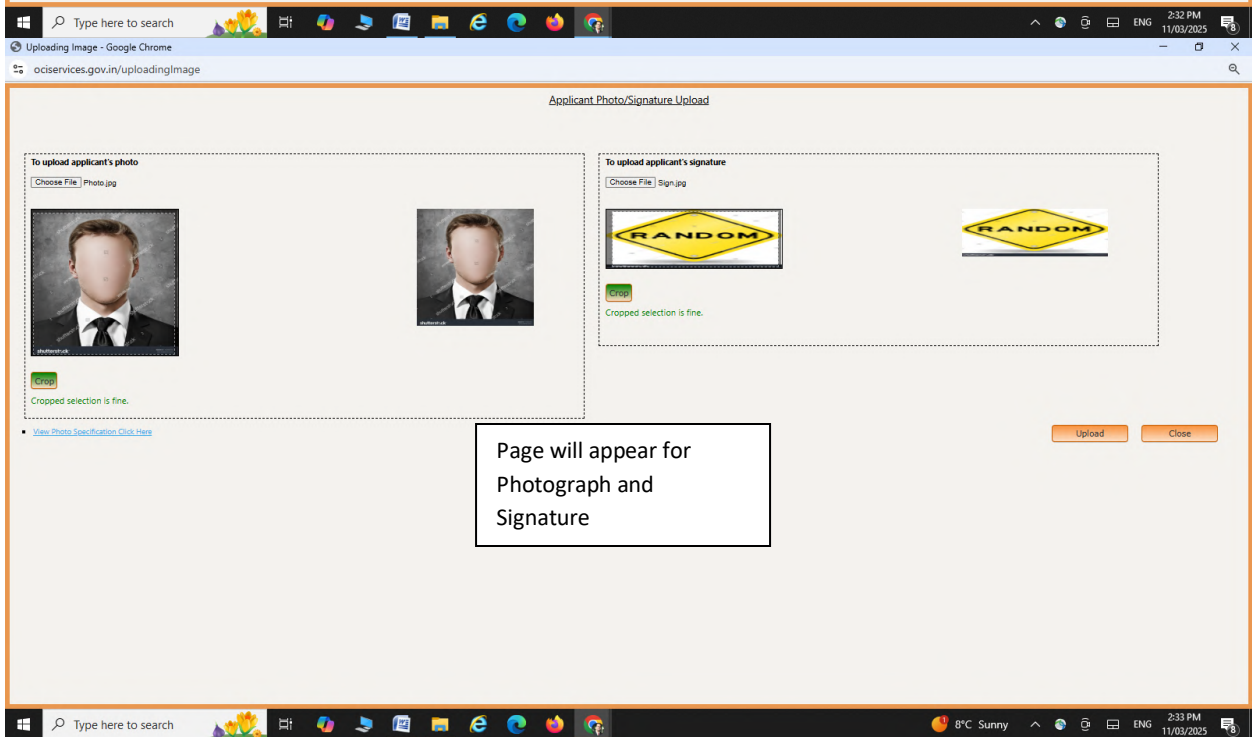 Type here to search
ENG
2:32 PM
11/03/2025
8
Uploading Image - Google Chrome
ociservices.gov.in/uploadingImage
Applicant Photo/Signature Upload
To upload applicant's photo
Choose File Photo.jpg
shutterstock
shutterstock
Crop
Cropped selection is fine.
View Photo Specification Click Here
To upload applicant's signature
Choose File Sign.jpg
RANDOM
RANDOM
Crop
Cropped selection is fine.
Upload
Close
Page will appear for
Photograph and
Signature
Type here to search
1
8°C Sunny
ENG
2:33 PM
11/03/2025
8